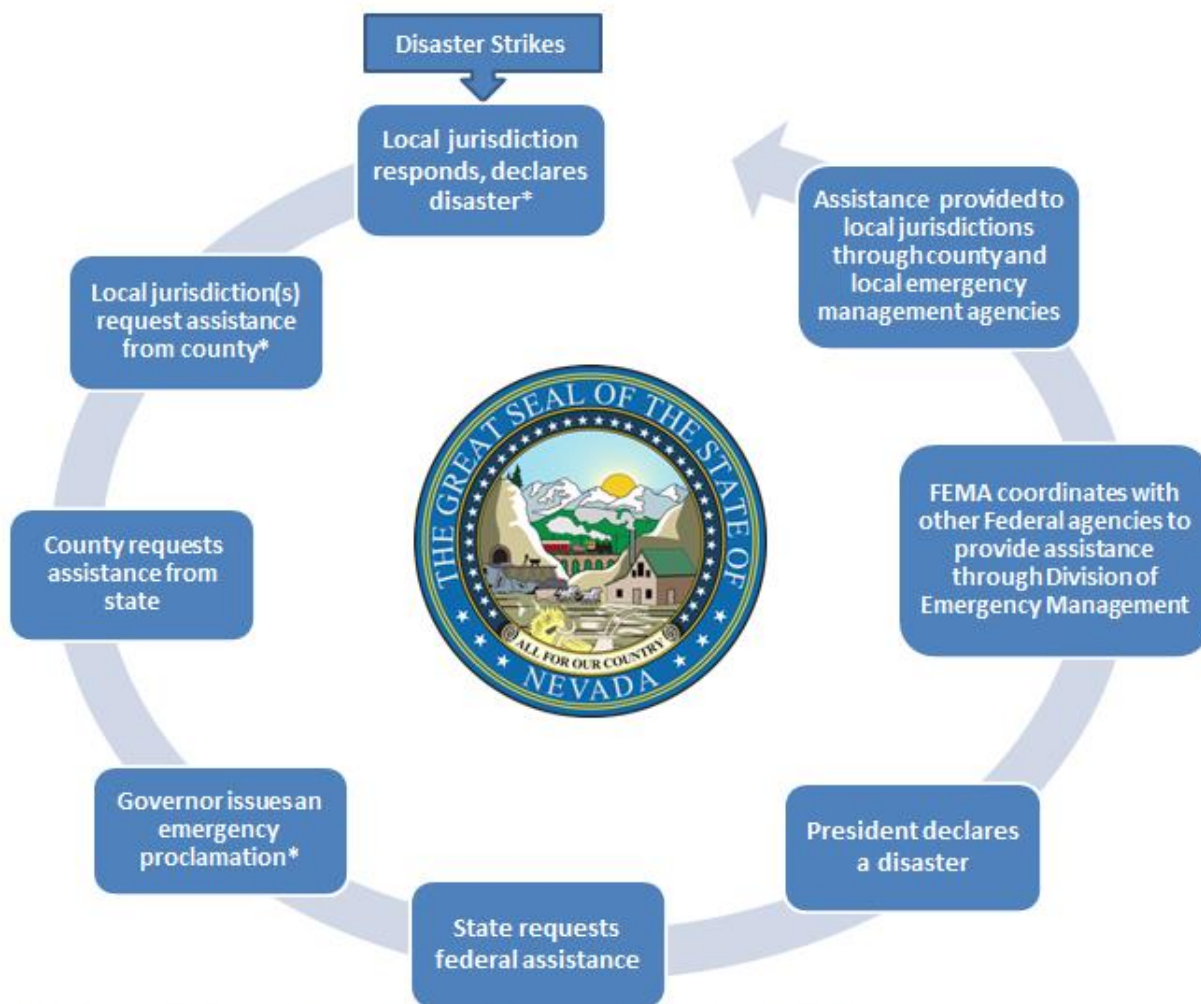 Disaster Strikes
Local jurisdiction
responds, declares
disaster*
Local jurisdiction(s)
request assistance
from county*
County requests
assistance from
state
Governor issues an
emergency
proclamation*
State requests
federal assistance
President declares
a disaster
FEMA coordinates with
other Federal agencies to
provide assistance
through Division of
Emergency Management
Assistance provided to
local jurisdictions
through county and
local emergency
management agencies
THE GREAT SEAL OF THE STATE OF
NEVADA
ALL FOR OUR COUNTRY